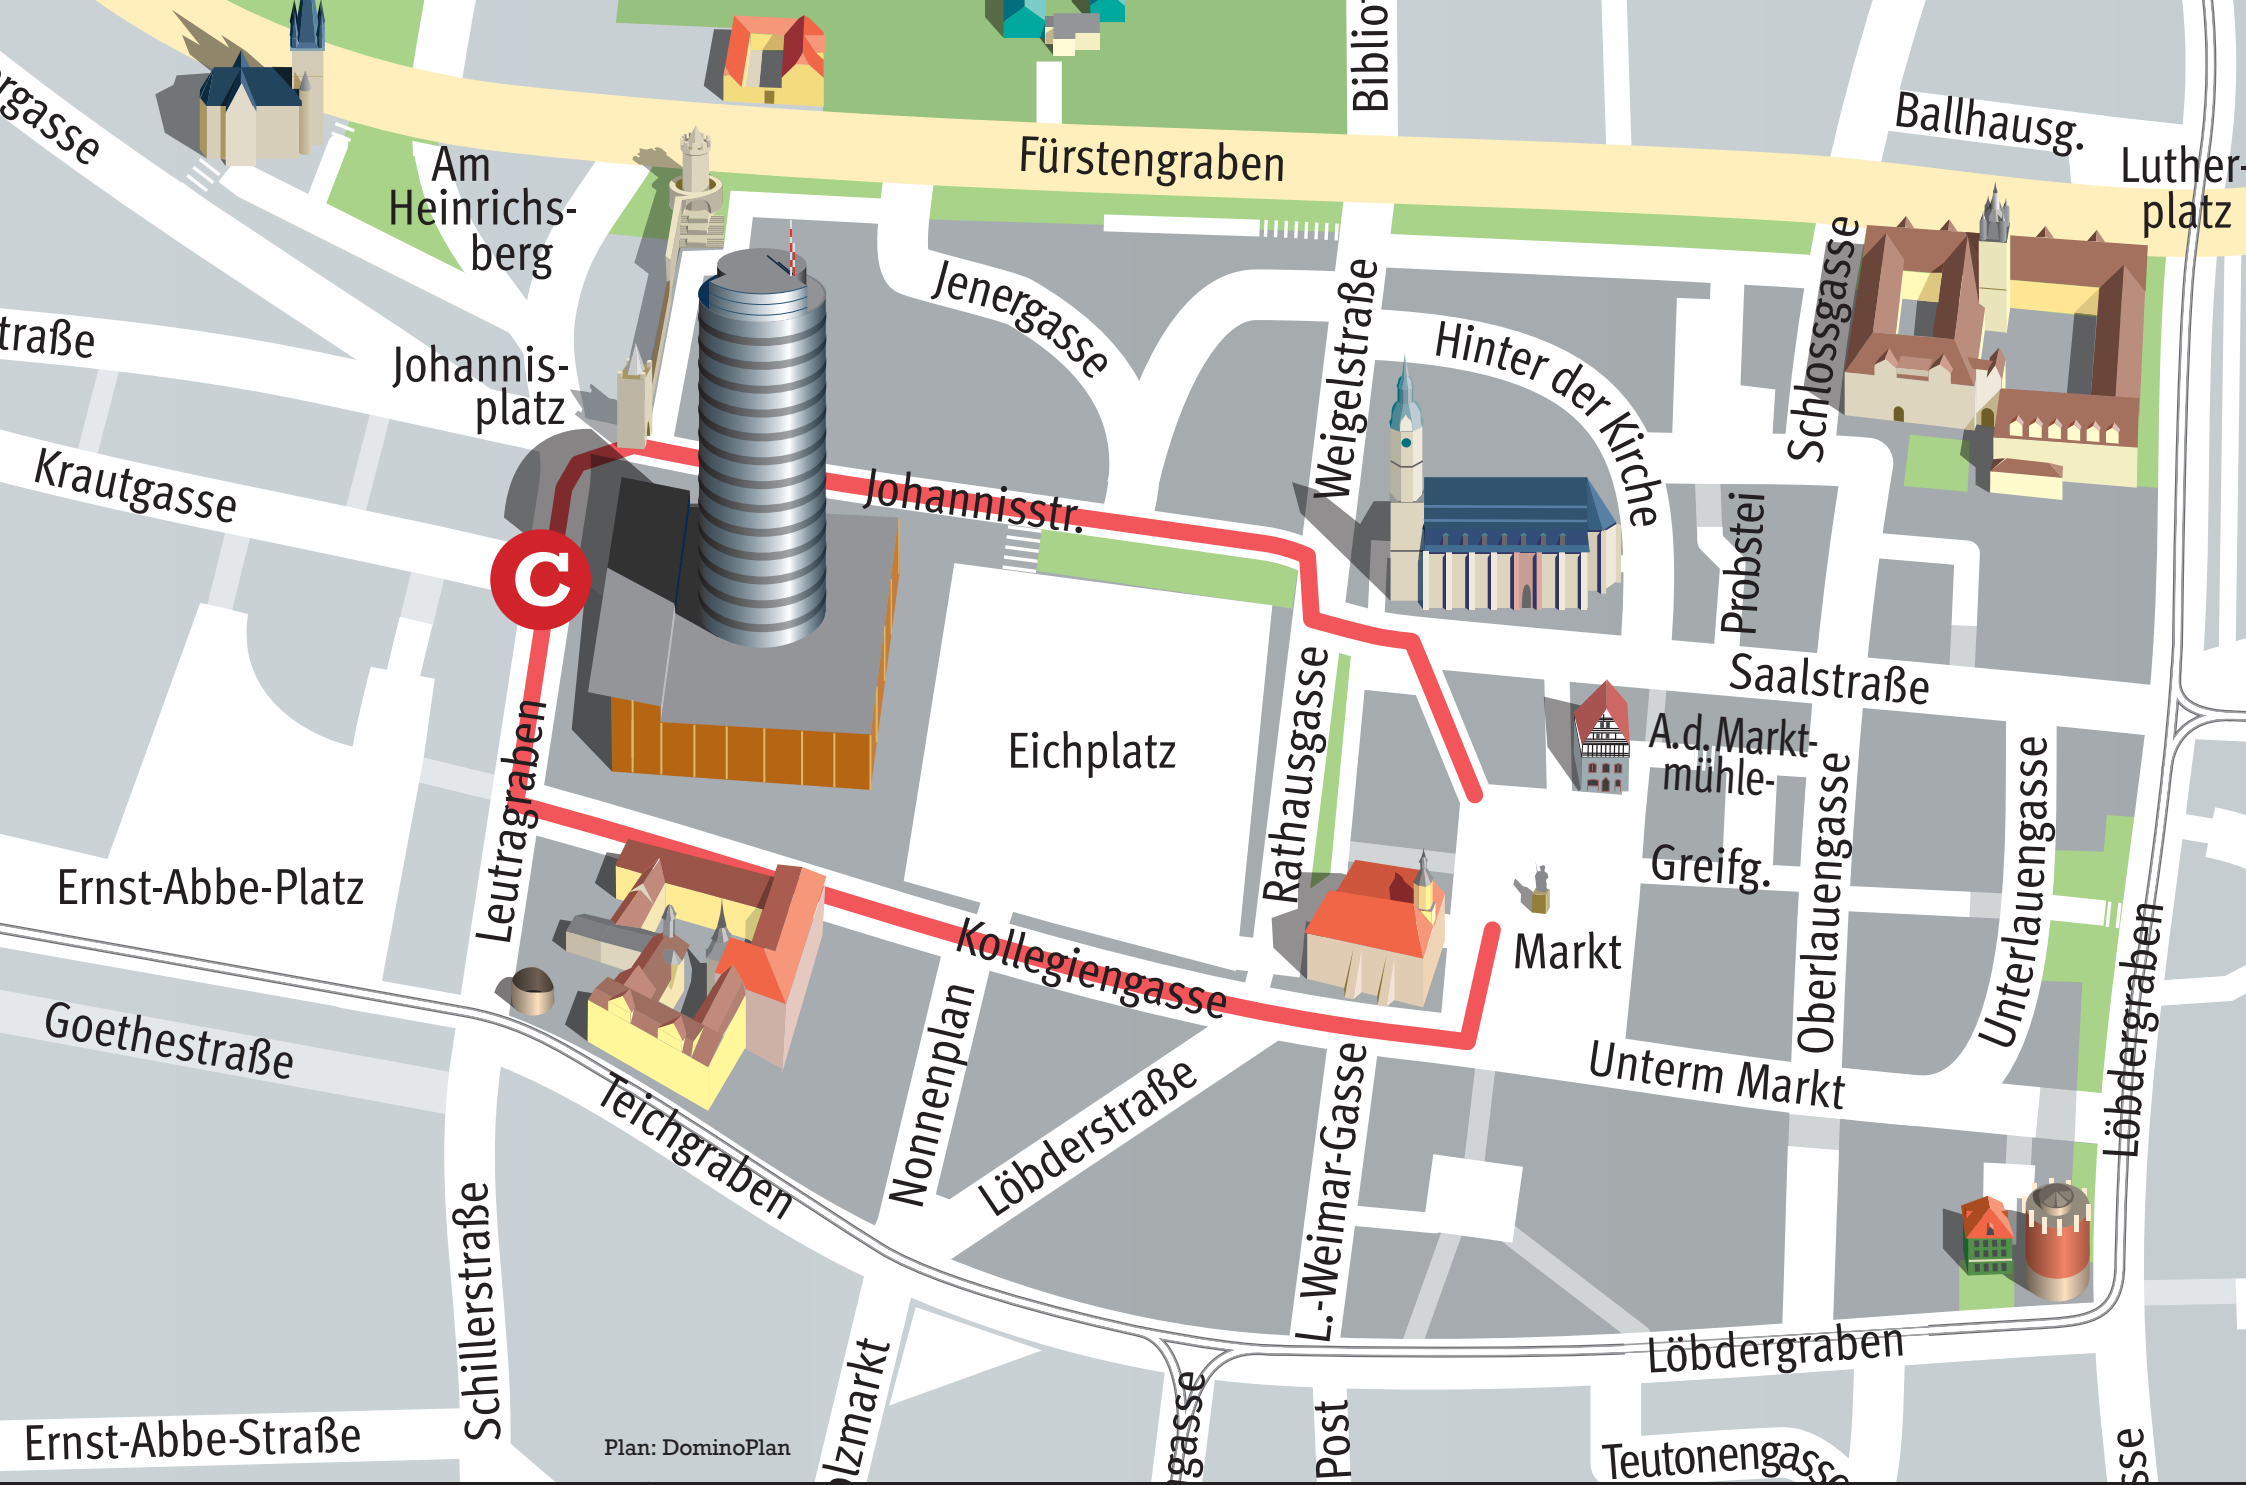 Bibliot
Ballhausg.
Luther-
platz
Fürstengraben
rgasse
Am
Heinrichs-
berg
Jenergasse
Weigelstraße
Hinter der Kirche
Schlossgasse
traße
Johannis-
platz
Krautgasse
Johannisstr.
Probstei
C
Saalstraße
Rathausgasse
A.d.Markt-
mühle-
Eichplatz
Leutragraben
Oberlauengasse
Unterlauengasse
Greifg.
Ernst-Abbe-Platz
Kollegiengasse
Markt
Löbdergraben
Goethestraße
Nonnenplan
Unterm Markt
Teichgraben
Löbderstraße
L.-Weimar-Gasse
Schillerstraße
Löbdergraben
olzmarkt
gasse
Post
Ernst-Abbe-Straße
Plan: DominoPlan
Teutonengasse
sse